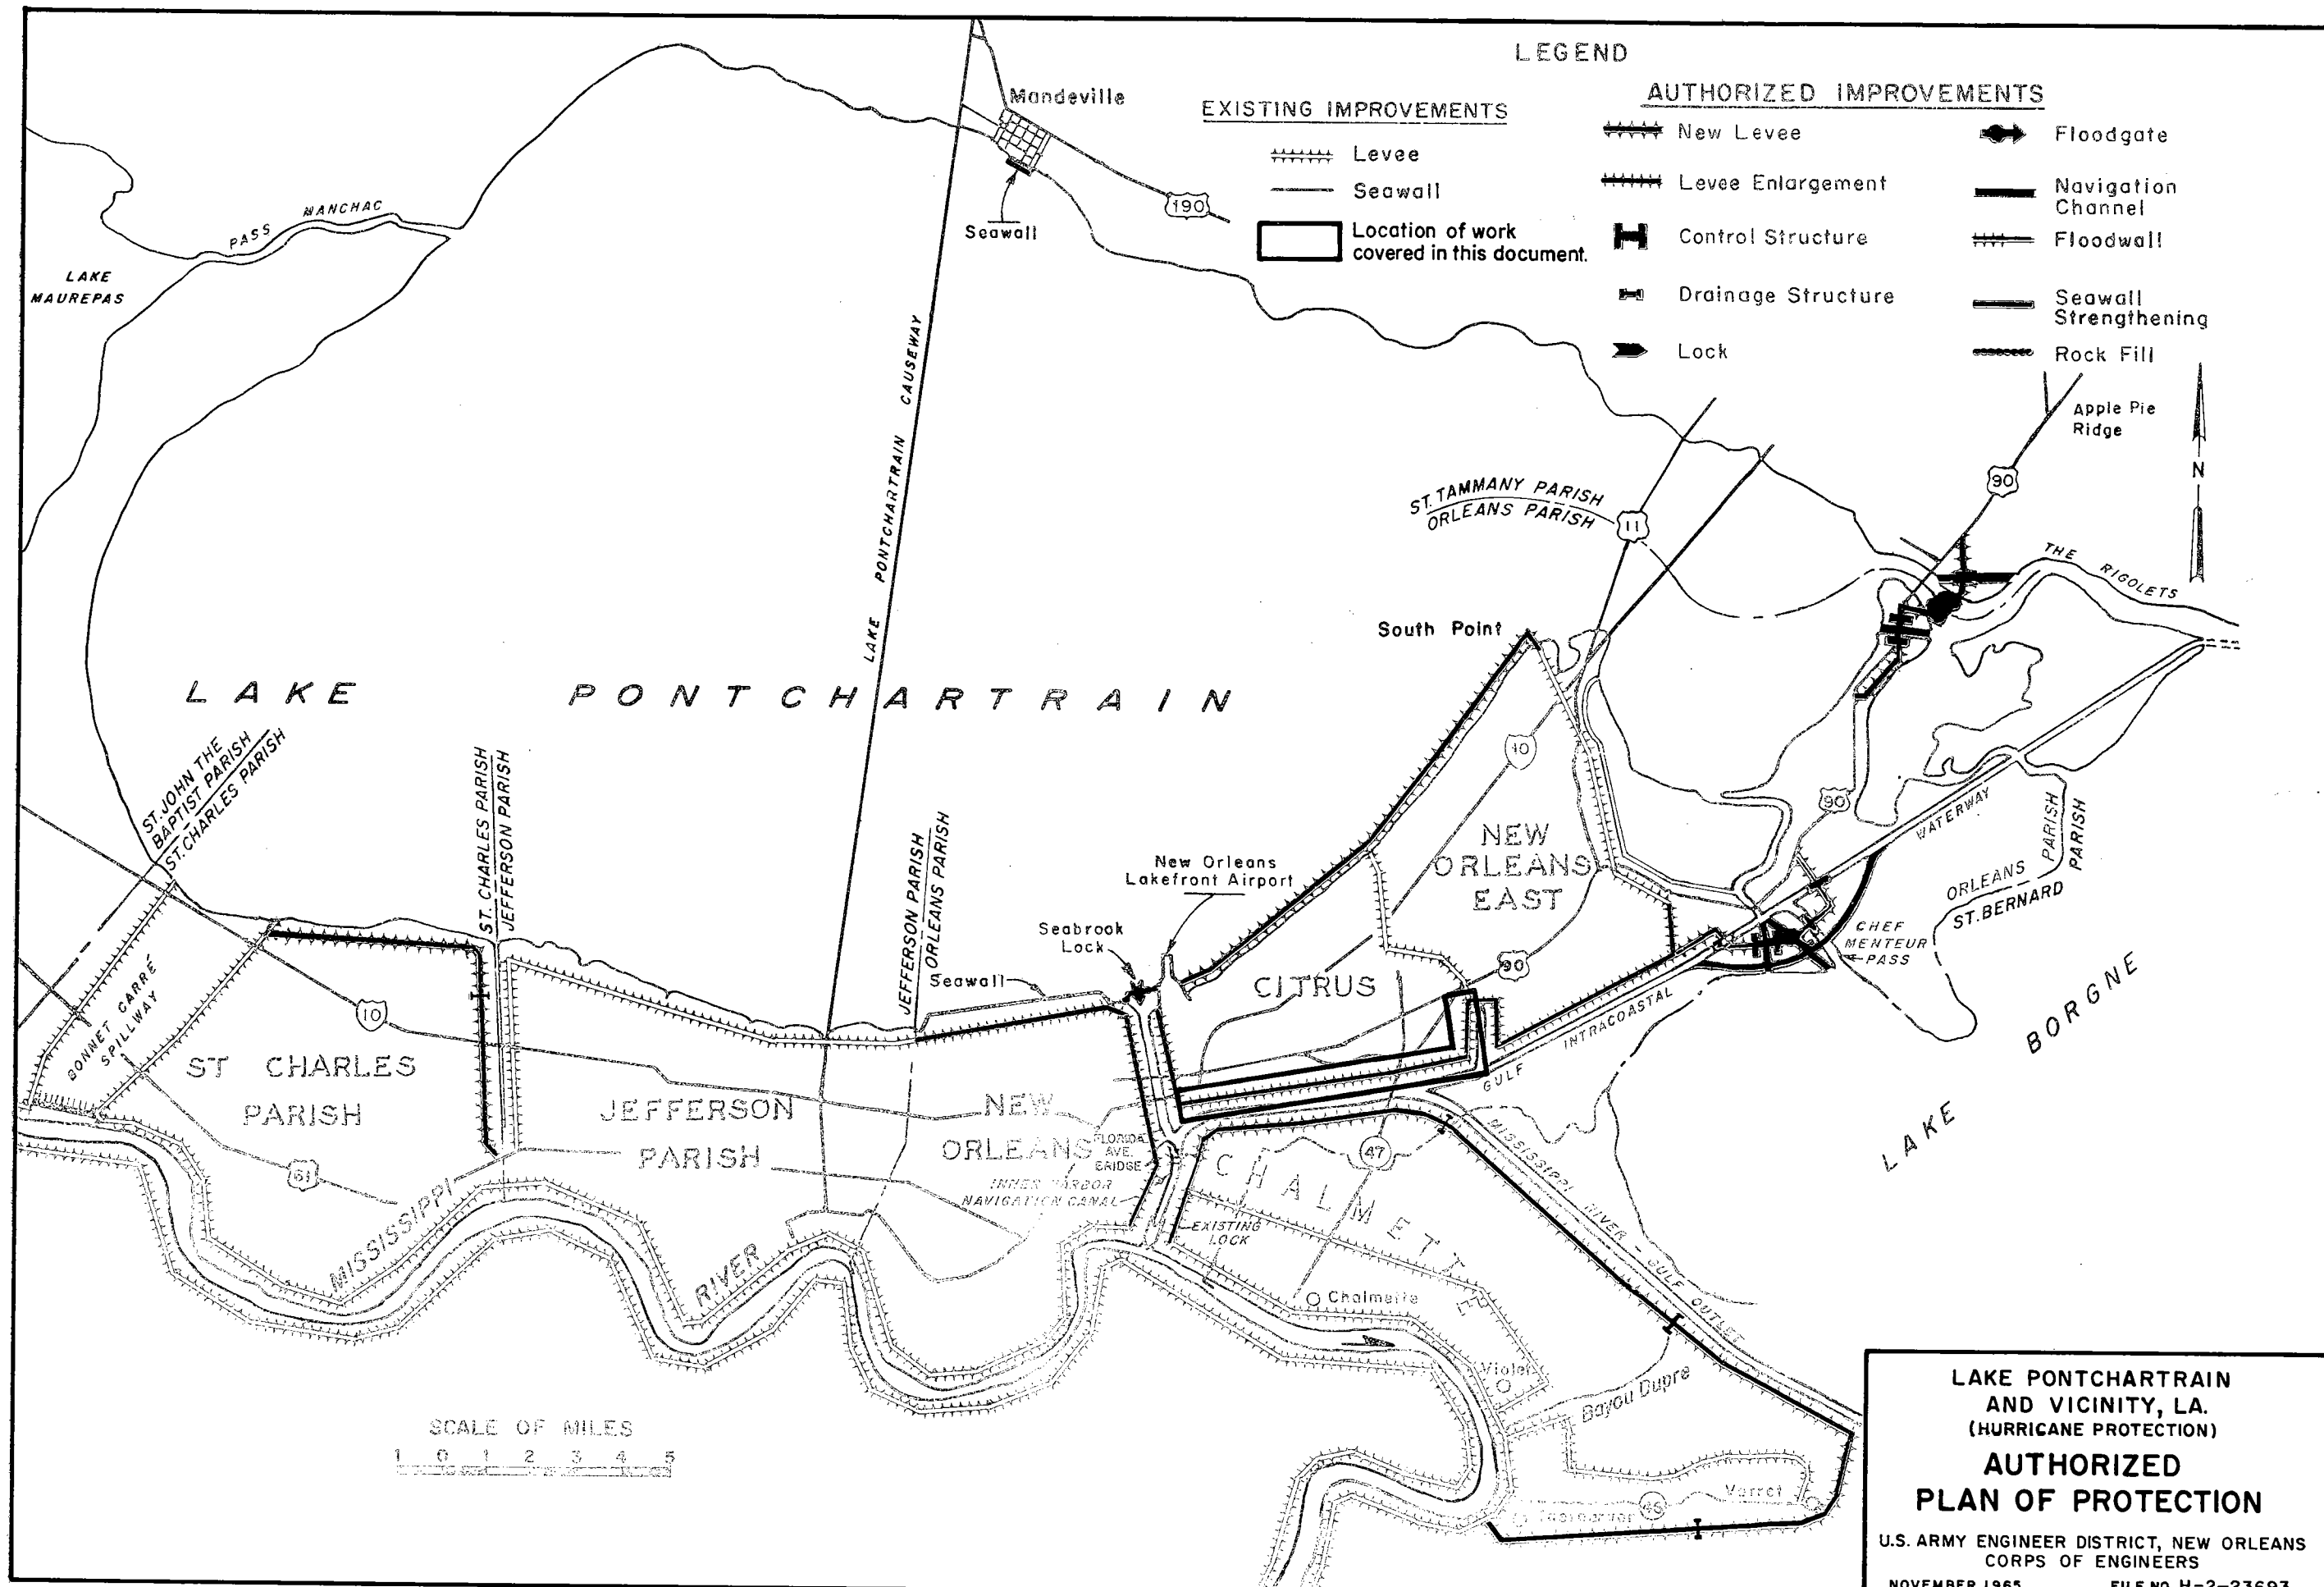 LEGEND
EXISTING IMPROVEMENTS
Levee
Seawall
Location of work
covered in this document.
AUTHORIZED IMPROVEMENTS
New Levee
Levee Enlargement
Control Structure
Drainage Structure
Lock
Floodgate
Navigation
Channel
Floodwall
Seawall
Strengthening
Rock Fill
Mandeville
190
Seawall
PASS MANCHAC
LAKE
MAUREPAS
LAKE PONTCHARTRAIN CAUSEWAY
Apple Pie
Ridge
90
N
ST. TAMMANY PARISH
ORLEANS PARISH
11
THE RIGOLETS
South Point
LAKE PONTCHARTRAIN
ST. JOHN THE
BAPTIST PARISH
ST. CHARLES PARISH
ST. CHARLES PARISH
JEFFERSON PARISH
JEFFERSON PARISH
ORLEANS PARISH
New Orleans
Lakefront Airport
Seabrook
Lock
Seawall
10
NEW
ORLEANS
EAST
90
CITRUS
90
WATERWAY
INTRACOASTAL
GULF
ORLEANS PARISH
ST. BERNARD PARISH
CHEF
MENTEUR
PASS
LAKE BORGNE
BONNET CARRÉ
SPILLWAY
10
ST CHARLES
PARISH
61
JEFFERSON
PARISH
NEW
ORLEANS
FLORIDA
AVE.
BRIDGE
INNER HARBOR
NAVIGATION CANAL
EXISTING
LOCK
CHALMETTE
47
MISSISSIPPI RIVER - GULF OUTLET
MISSISSIPPI RIVER
Chalmette
Violet
Bayou Dupre
Verret
46
SCALE OF MILES
1 0 1 2 3 4 5
LAKE PONTCHARTRAIN
AND VICINITY, LA.
(HURRICANE PROTECTION)
AUTHORIZED
PLAN OF PROTECTION
U.S. ARMY ENGINEER DISTRICT, NEW ORLEANS
CORPS OF ENGINEERS
NOVEMBER 1965 FILE NO. H-2-23693